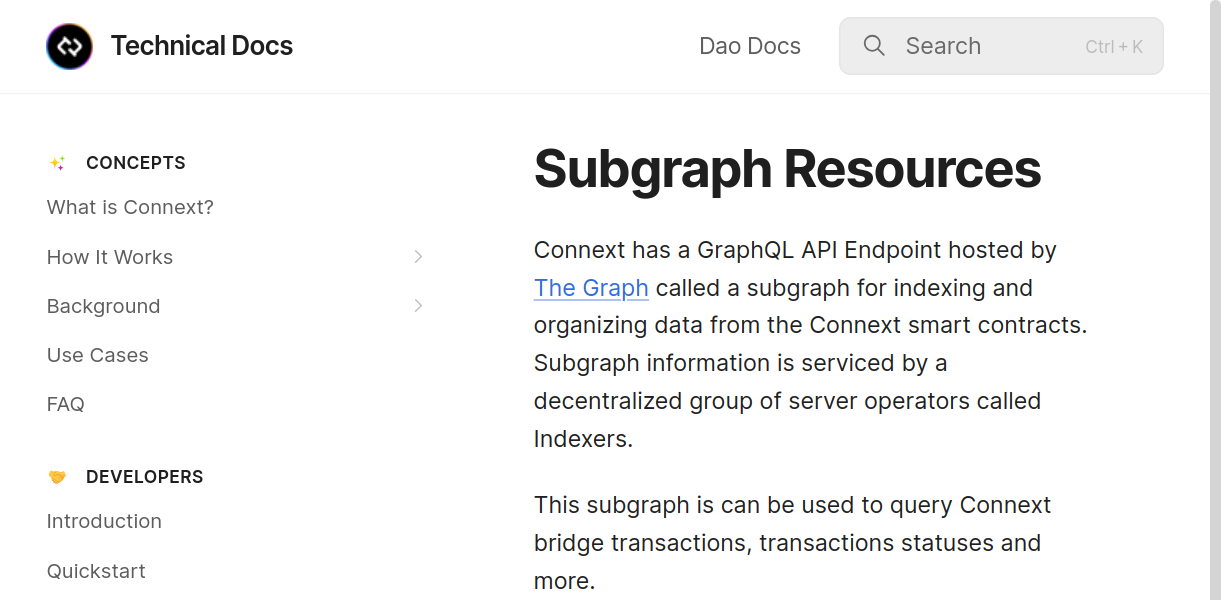 Technical Docs
Dao Docs
Search
Ctrl + K
CONCEPTS
What is Connext?
How It Works
Background
Use Cases
FAQ
DEVELOPERS
Introduction
Quickstart
Subgraph Resources
Connext has a GraphQL API Endpoint hosted by
The Graph called a subgraph for indexing and
organizing data from the Connext smart contracts.
Subgraph information is serviced by a
decentralized group of server operators called
Indexers.
This subgraph is can be used to query Connext
bridge transactions, transactions statuses and
more.